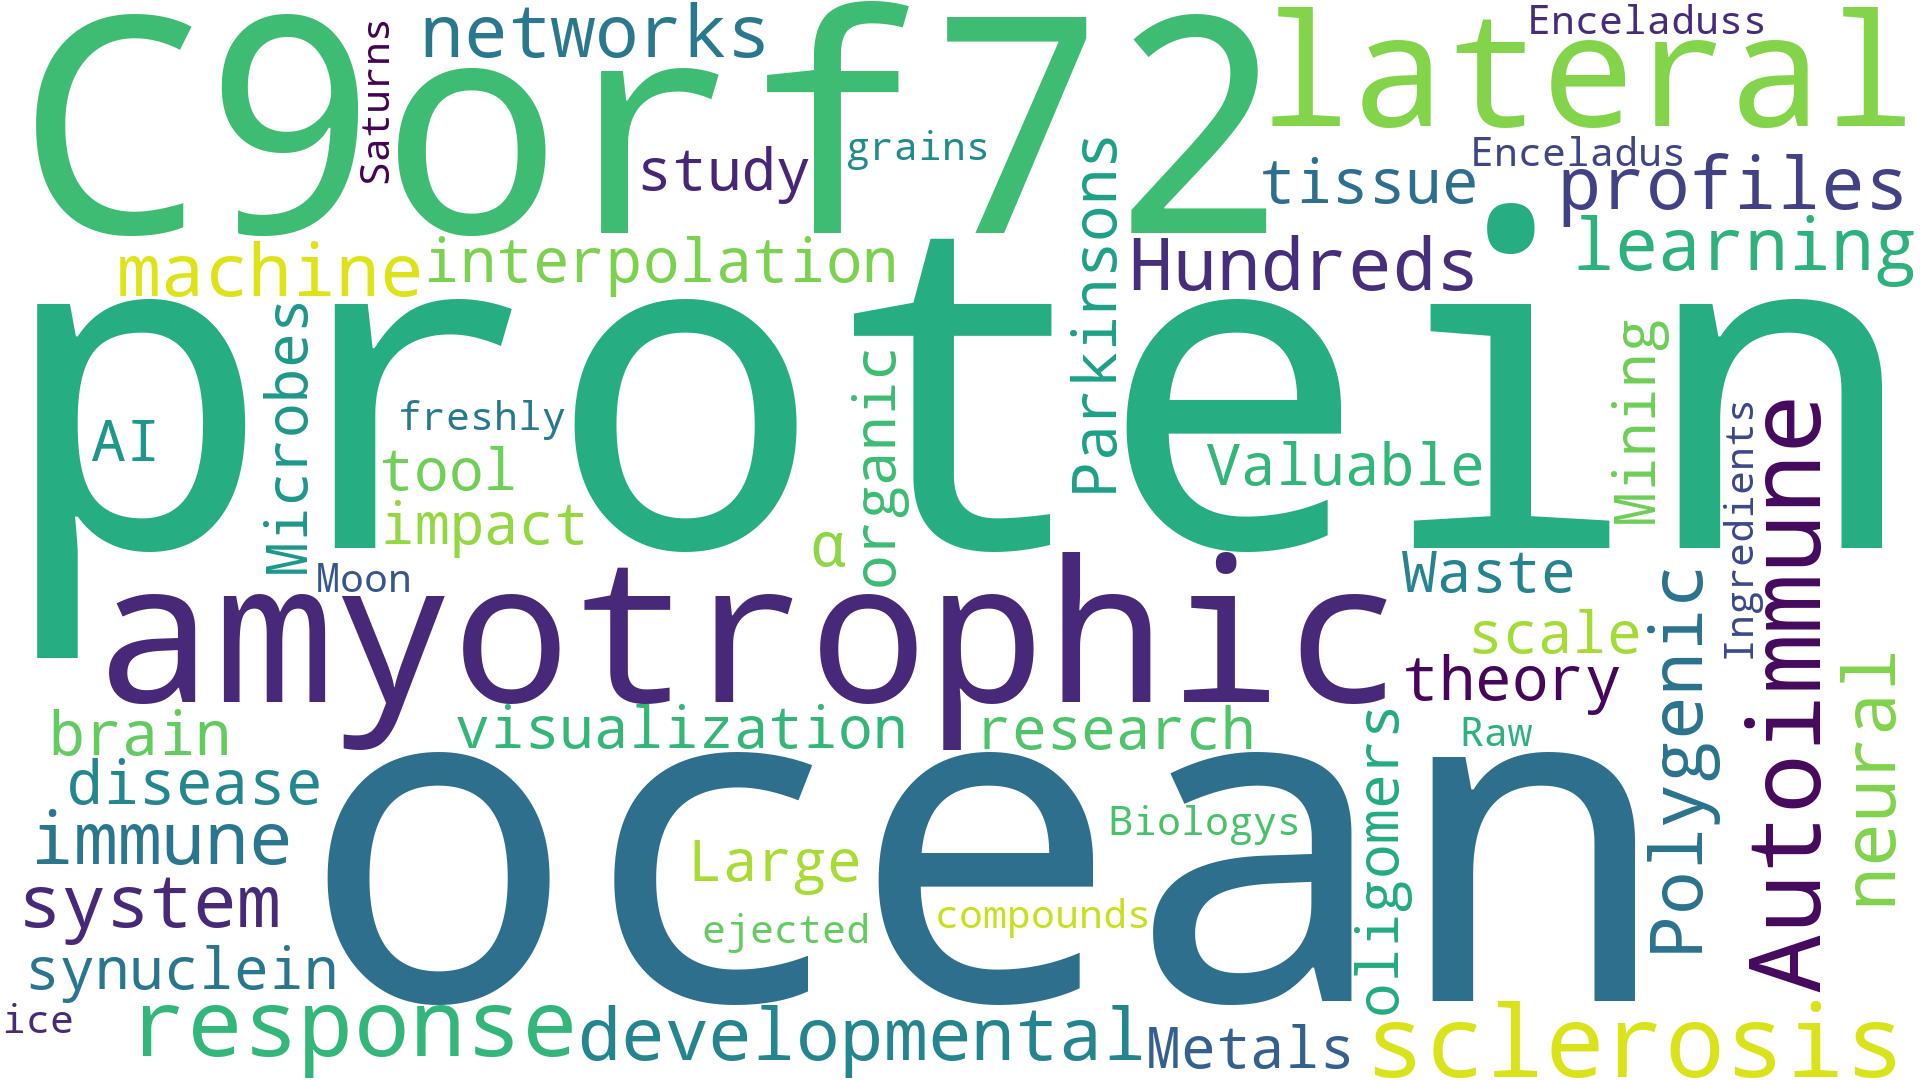 C9orf72
Saturns
networks
lateral
Enceladuss
study
grains
tissue
Enceladus
profiles
machine
interpolation
Parkinsons
Hundreds
learning
protein
AI
Microbes
freshly
tool
impact
organic
α
Valuable
Mining
Ingredients
Autoimmune
Moon
amyotrophic
Waste
scale
theory
Polygenic
neural
brain
visualization
research
Raw
disease
immune
system
synuclein
ocean
Large
Biologys
ejected
compounds
oligomers
ice
response
developmental
Metals
sclerosis